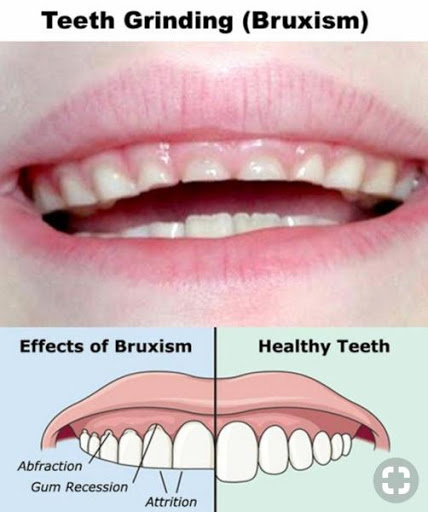 Teeth Grinding (Bruxism)
Effects of Bruxism
Healthy Teeth
Abfraction
Gum Recession
Attrition